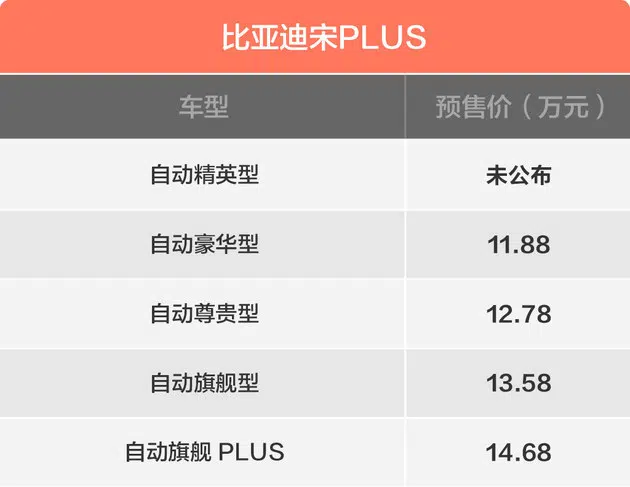 比亚迪宋PLUS
车型 预售价（万元）
自动精英型 未公布
自动豪华型 11.88
自动尊贵型 12.78
自动旗舰型 13.58
自动旗舰 PLUS 14.68